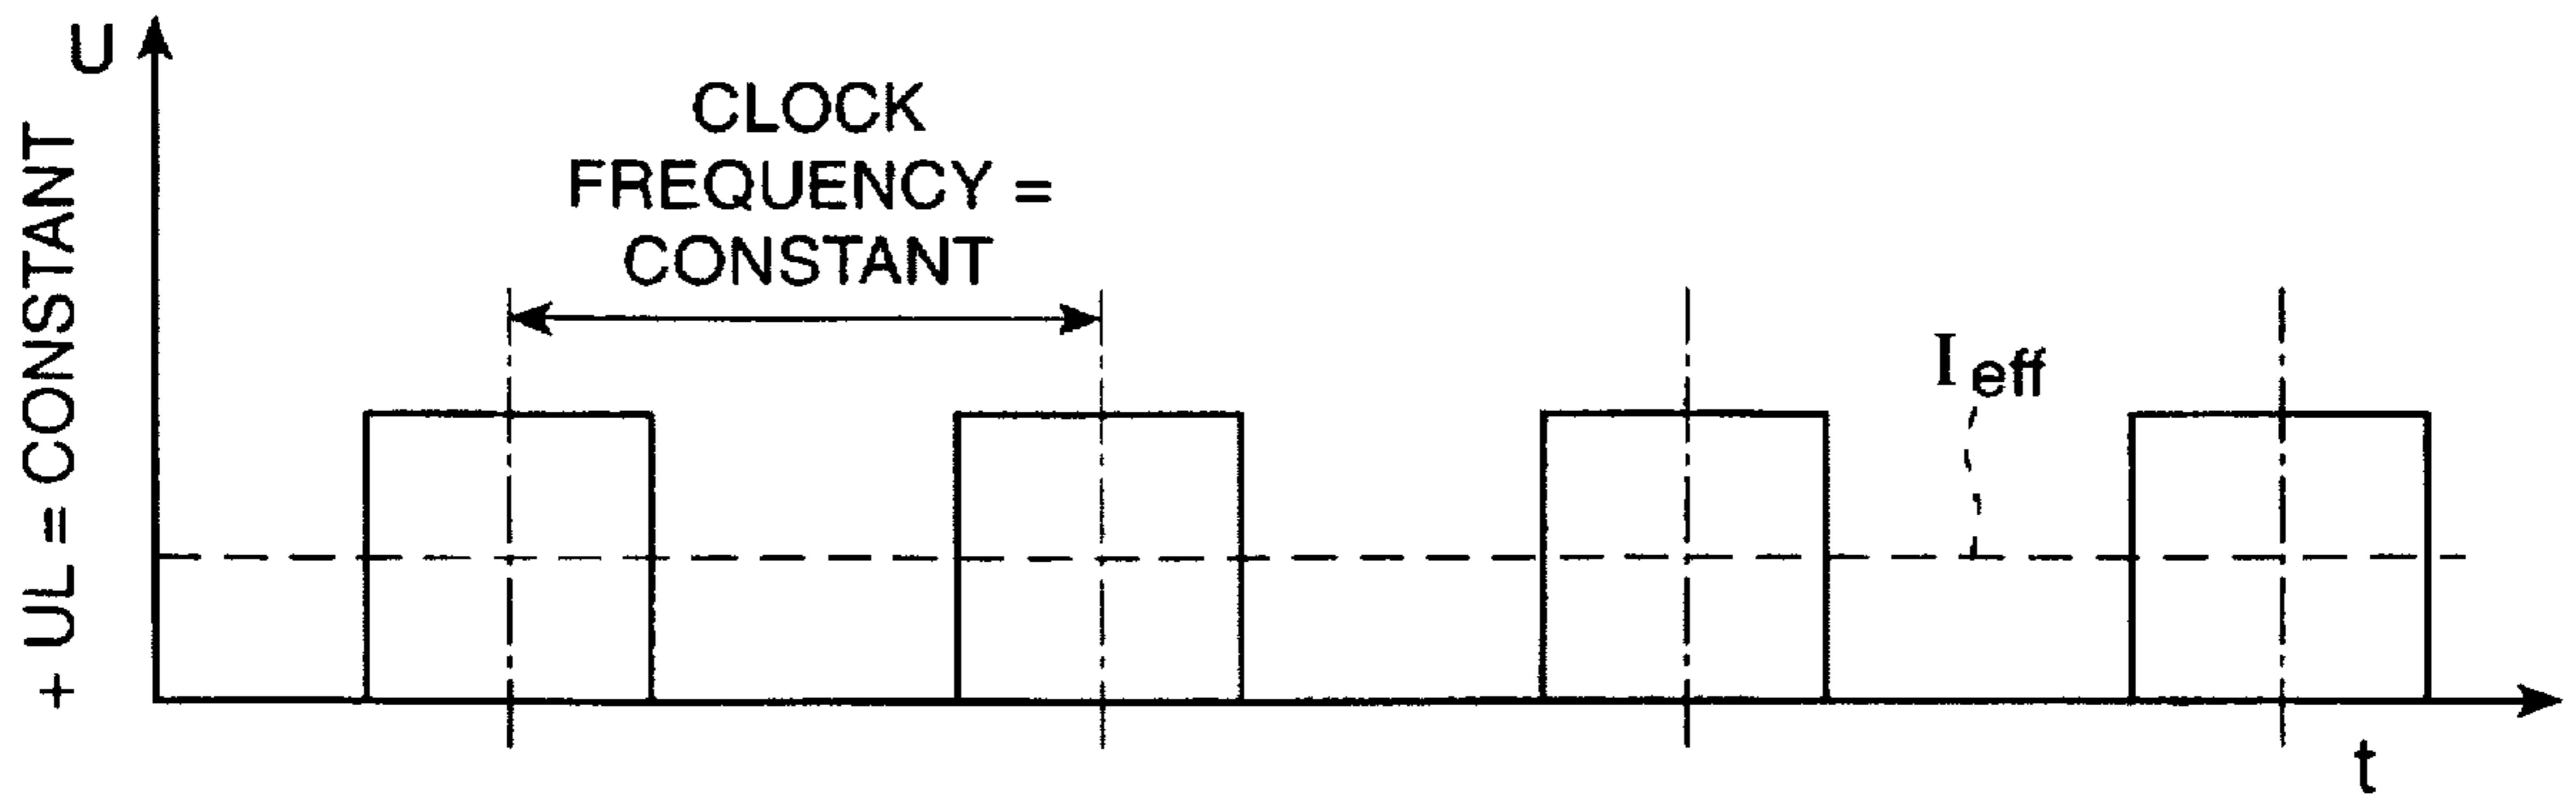 U
CLOCK
FREQUENCY =
CONSTANT
+ UL = CONSTANT
I eff
t